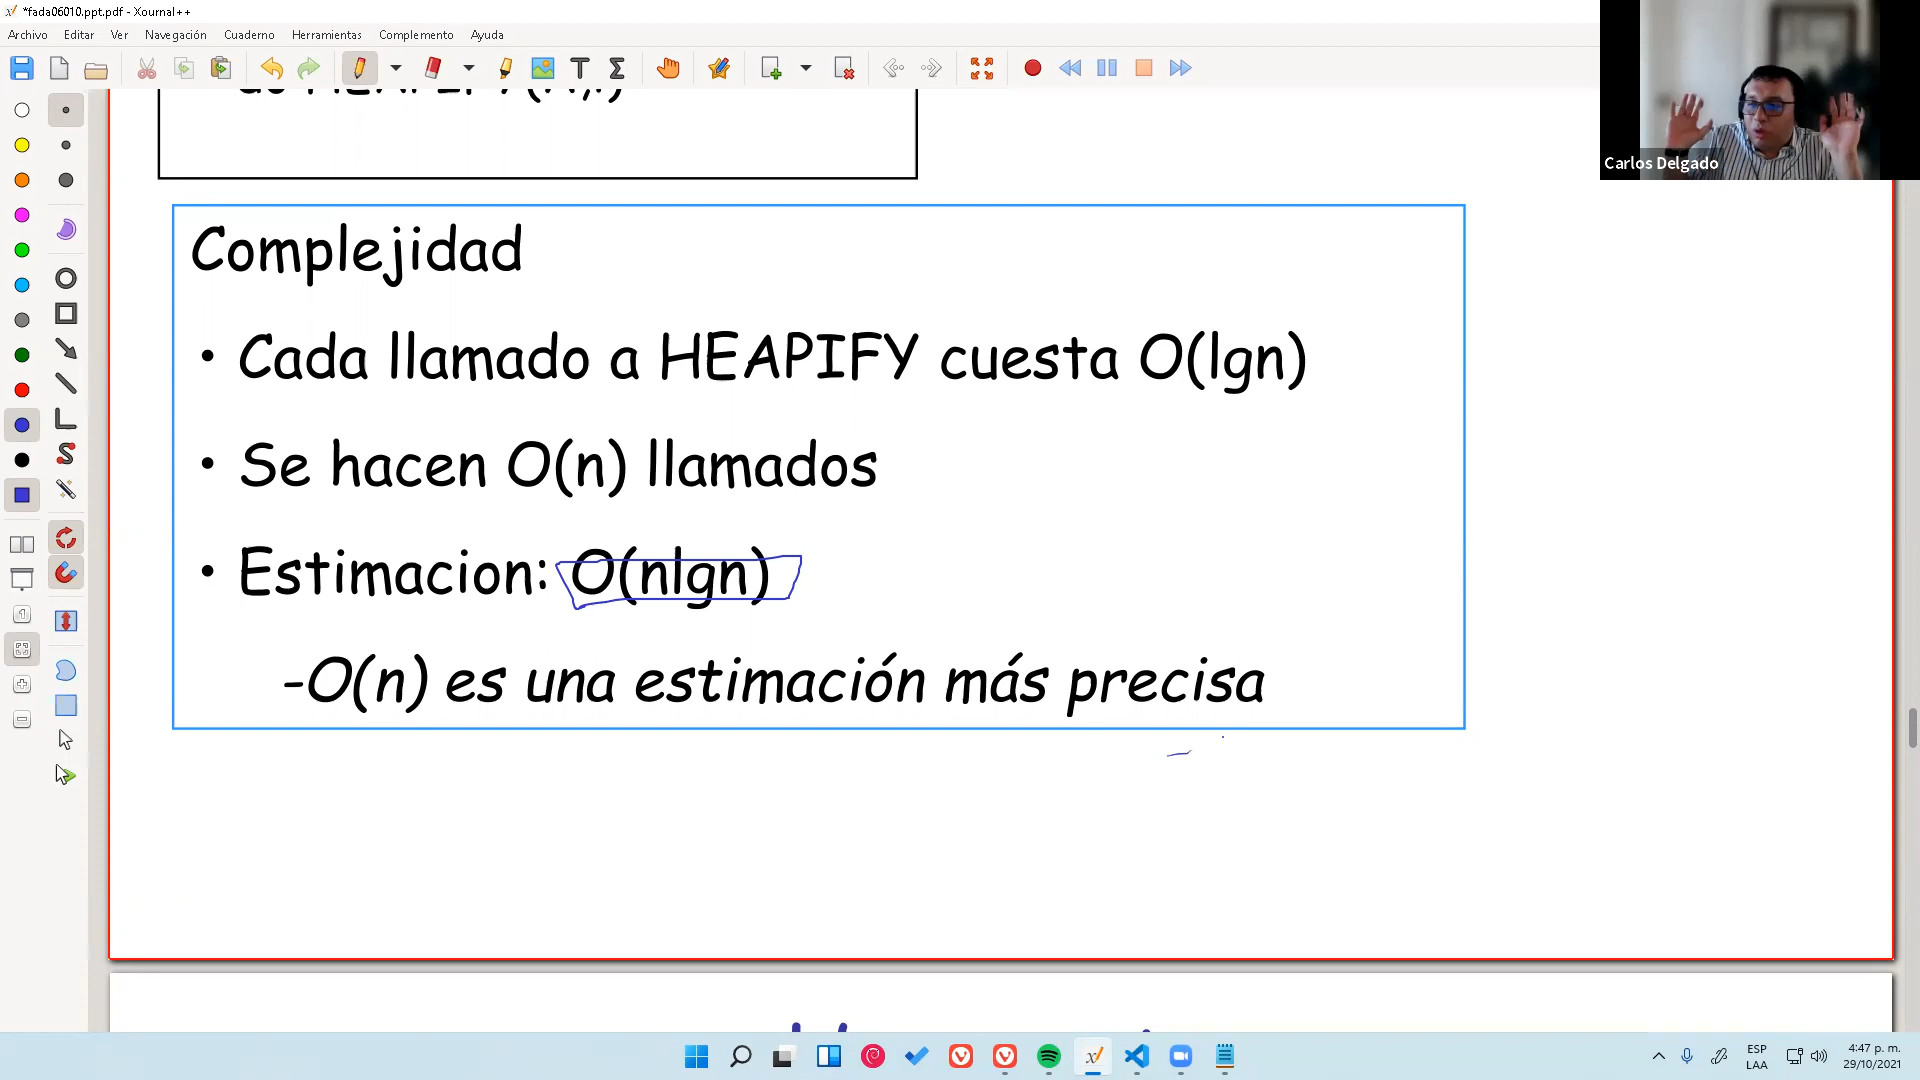 *fada06010.ppt.pdf - Xournal++
Archivo Editar Ver Navegación Cuaderno Herramientas Complemento Ayuda
Carlos Delgado
Complejidad
• Cada llamado a HEAPIFY cuesta O(lgn)
• Se hacen O(n) llamados
• Estimacion: O(nlgn)
-O(n) es una estimación más precisa
ESP
LAA
4:47 p. m.
29/10/2021